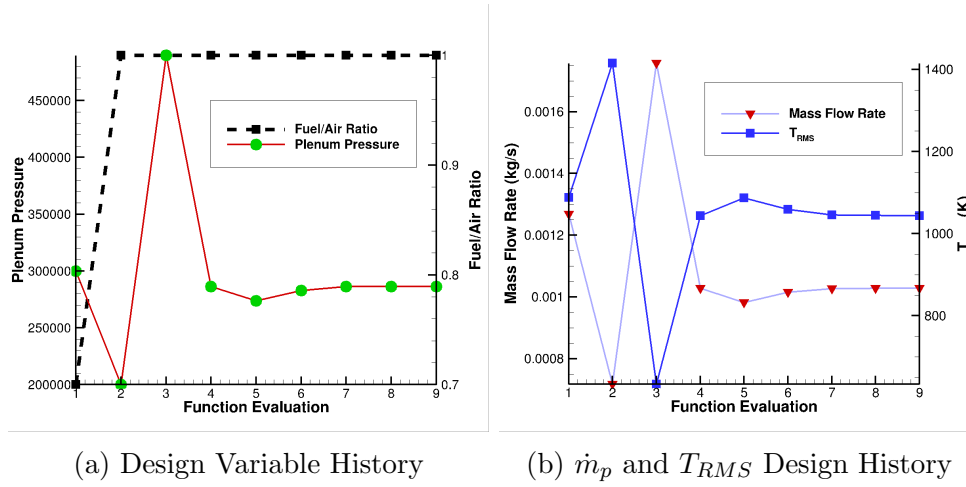 450000
400000
350000
300000
250000
200000
Plenum Pressure
Fuel/Air Ratio
Plenum Pressure
1
0.9
0.8
0.7
Fuel/Air Ratio
1 2 3 4 5 6 7 8 9
Function Evaluation
(a) Design Variable History
0.0016
0.0014
0.0012
0.001
0.0008
Mass Flow Rate (kg/s)
Mass Flow Rate
T_RMS
1400
1200
1000
800
T (K)
1 2 3 4 5 6 7 8 9
Function Evaluation
(b) ṁ_p and T_RMS Design History